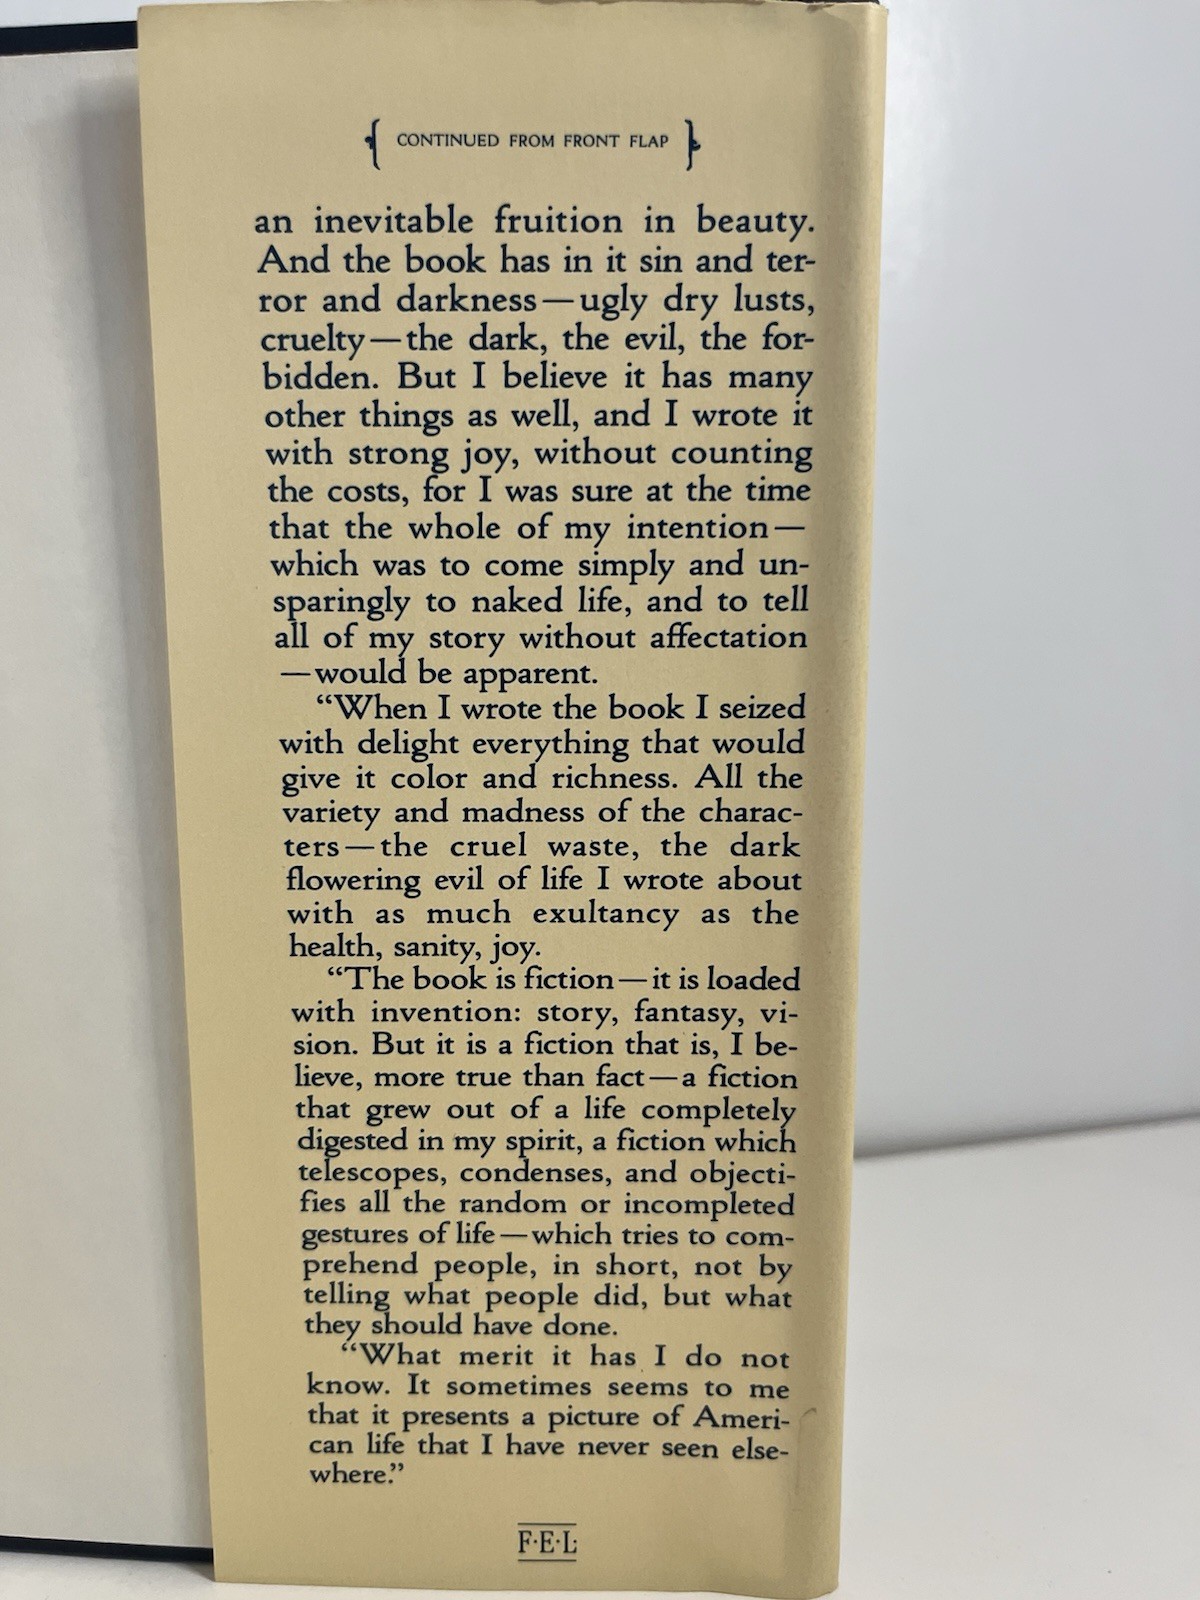 CONTINUED FROM FRONT FLAP
an inevitable fruition in beauty.
And the book has in it sin and ter-
ror and darkness—ugly dry lusts,
cruelty—the dark, the evil, the for-
bidden. But I believe it has many
other things as well, and I wrote it
with strong joy, without counting
the costs, for I was sure at the time
that the whole of my intention—
which was to come simply and un-
sparingly to naked life, and to tell
all of my story without affectation
—would be apparent.
“When I wrote the book I seized
with delight everything that would
give it color and richness. All the
variety and madness of the charac-
ters—the cruel waste, the dark
flowering evil of life I wrote about
with as much exultancy as the
health, sanity, joy.
“The book is fiction—it is loaded
with invention: story, fantasy, vi-
sion. But it is a fiction that is, I be-
lieve, more true than fact—a fiction
that grew out of a life completely
digested in my spirit, a fiction which
telescopes, condenses, and objecti-
fies all the random or incompleted
gestures of life—which tries to com-
prehend people, in short, not by
telling what people did, but what
they should have done.
“What merit it has I do not
know. It sometimes seems to me
that it presents a picture of Ameri-
can life that I have never seen else-
where.”
F·E·L